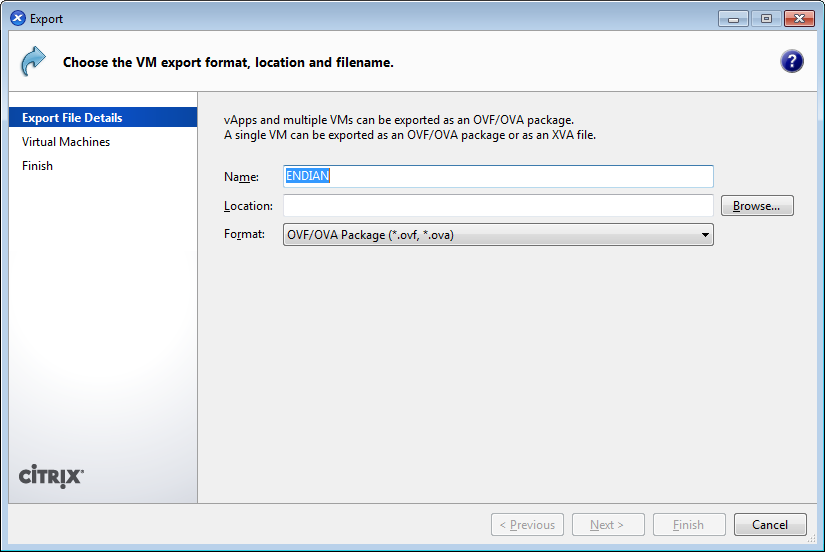 Export
Choose the VM export format, location and filename.
?
Export File Details
Virtual Machines
Finish
vApps and multiple VMs can be exported as an OVF/OVA package.
A single VM can be exported as an OVF/OVA package or as an XVA file.
Name: ENDIAN
Location: Browse...
Format: OVF/OVA Package (*.ovf, *.ova)
CITRIX
< Previous Next > Finish Cancel